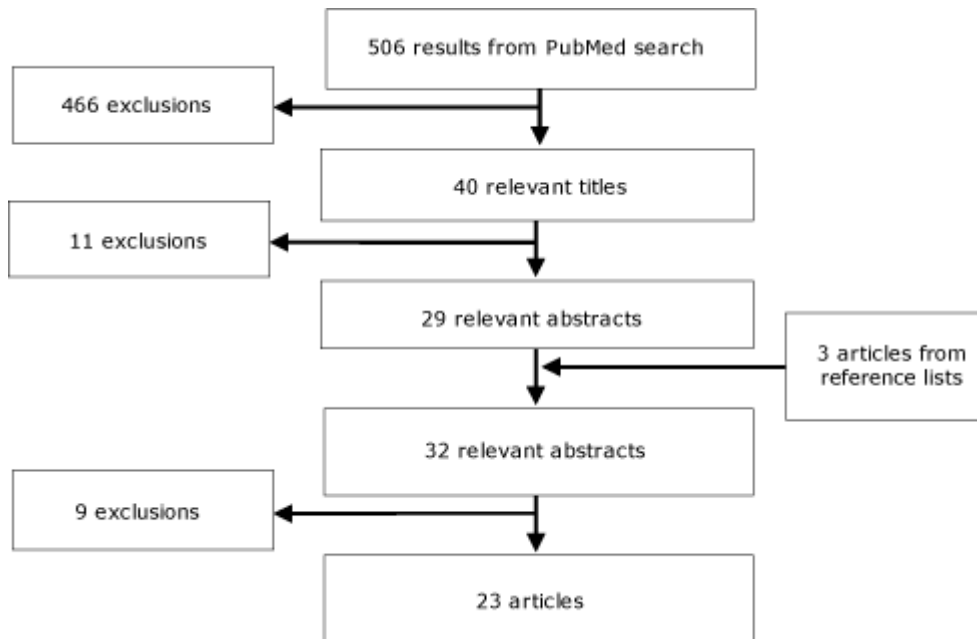 506 results from PubMed search
466 exclusions
40 relevant titles
11 exclusions
29 relevant abstracts
3 articles from
reference lists
32 relevant abstracts
9 exclusions
23 articles